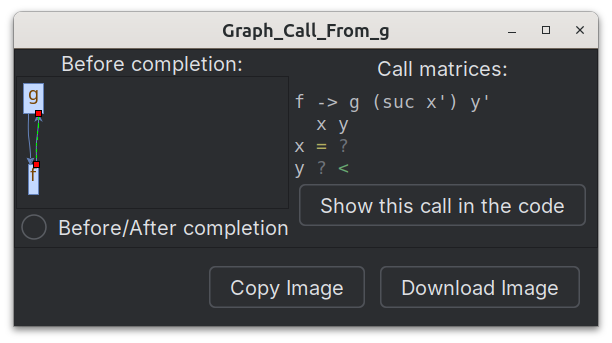 Graph_Call_From_g
Before completion:
g
f
Before/After completion
Call matrices:
f -> g (suc x') y'
x y
x = ?
y ? <
Show this call in the code
Copy Image
Download Image